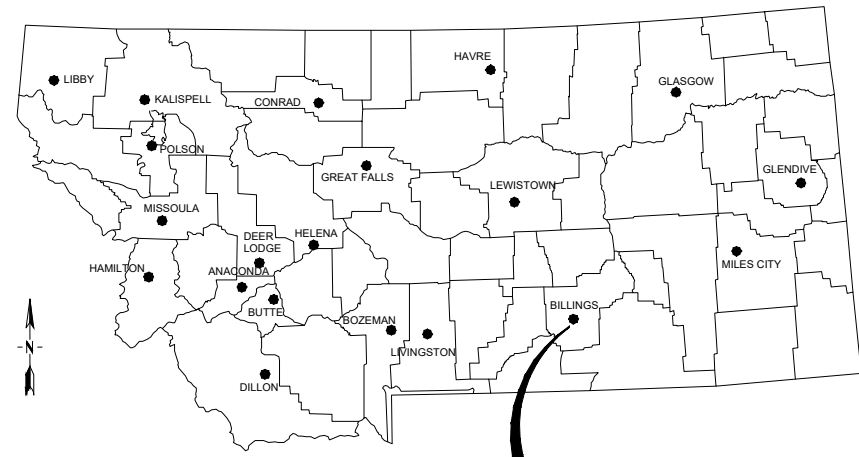 HAVRE
LIBBY
GLASGOW
KALISPELL
CONRAD
POLSON
GREAT FALLS
GLENDIVE
LEWISTOWN
MISSOULA
DEER
LODGE
HELENA
MILES CITY
HAMILTON
ANACONDA
BUTTE
BILLINGS
BOZEMAN
LIVINGSTON
N
DILLON